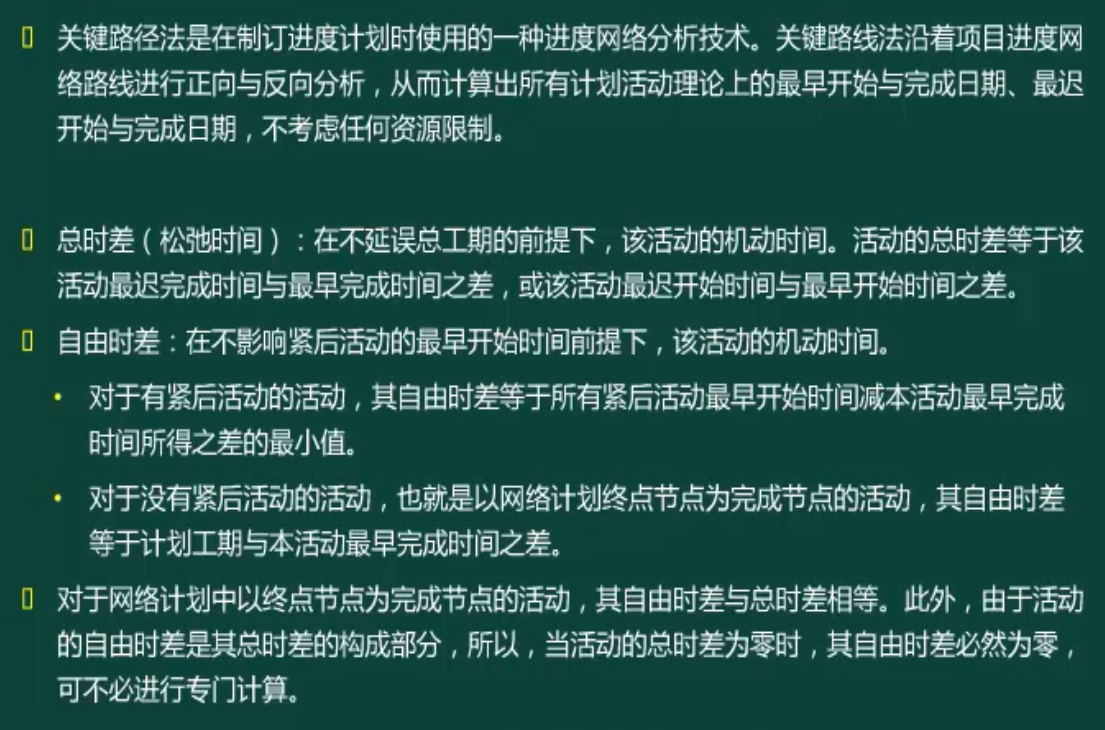 关键路径法是在制订进度计划时使用的一种进度网络分析技术。关键路线法沿着项目进度网
络路线进行正向与反向分析，从而计算出所有计划活动理论上的最早开始与完成日期、最迟
开始与完成日期，不考虑任何资源限制。
总时差（松弛时间）：在不延误总工期的前提下，该活动的机动时间。活动的总时差等于该
活动最迟完成时间与最早完成时间之差，或该活动最迟开始时间与最早开始时间之差。
自由时差：在不影响紧后活动的最早开始时间前提下，该活动的机动时间。
• 对于有紧后活动的活动，其自由时差等于所有紧后活动最早开始时间减本活动最早完成
时间所得之差的最小值。
• 对于没有紧后活动的活动，也就是以网络计划终点节点为完成节点的活动，其自由时差
等于计划工期与本活动最早完成时间之差。
对于网络计划中以终点节点为完成节点的活动，其自由时差与总时差相等。此外，由于活动
的自由时差是其总时差的构成部分，所以，当活动的总时差为零时，其自由时差必然为零，
可不必进行专门计算。